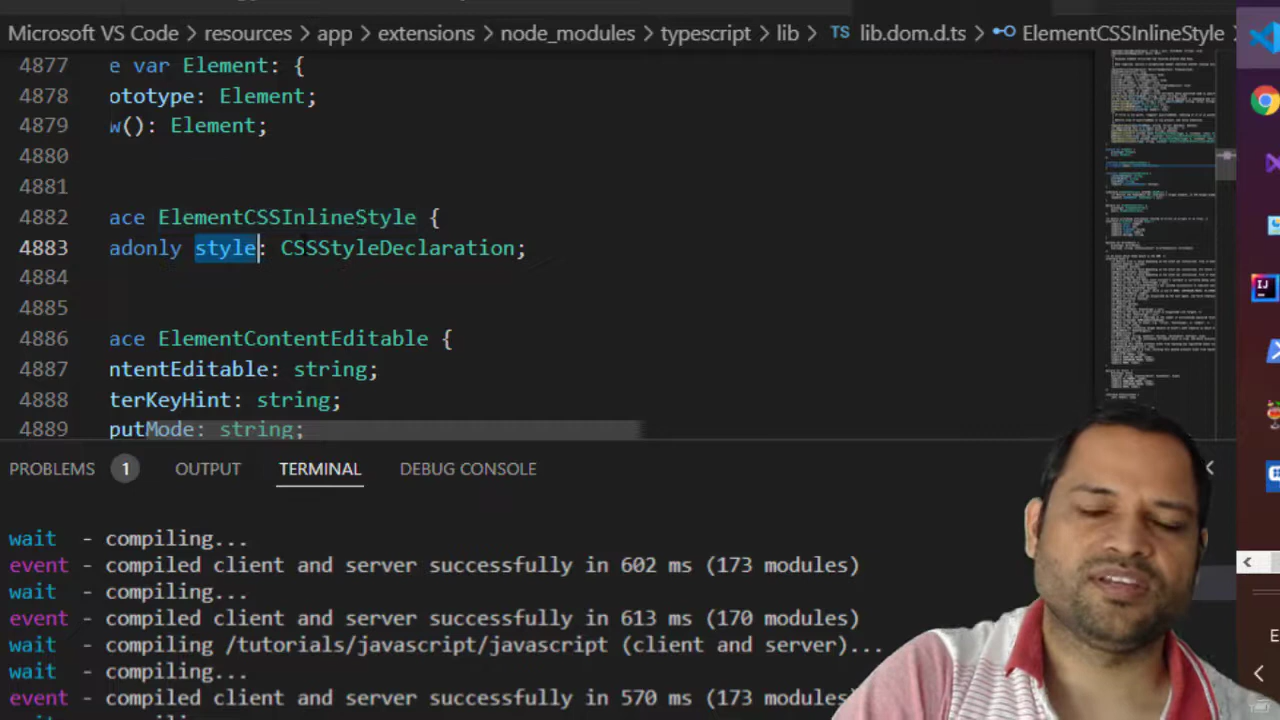 Microsoft VS Code > resources > app > extensions > node_modules > typescript > lib > TS lib.dom.d.ts > ElementCSSInlineStyle >
4877 e var Element: {
4878 ototype: Element;
4879 w(): Element;
4880
4881
4882 ace ElementCSSInlineStyle {
4883 adonly style: CSSStyleDeclaration;
4884
4885
4886 ace ElementContentEditable {
4887 ntentEditable: string;
4888 terKeyHint: string;
4889 putMode: string;
PROBLEMS 1 OUTPUT TERMINAL DEBUG CONSOLE
wait - compiling...
event - compiled client and server successfully in 602 ms (173 modules)
wait - compiling...
event - compiled client and server successfully in 613 ms (170 modules)
wait - compiling /tutorials/javascript/javascript (client and server)...
wait - compiling...
event - compiled client and server successfully in 570 ms (173 modules
wait - compiling
IJ
E